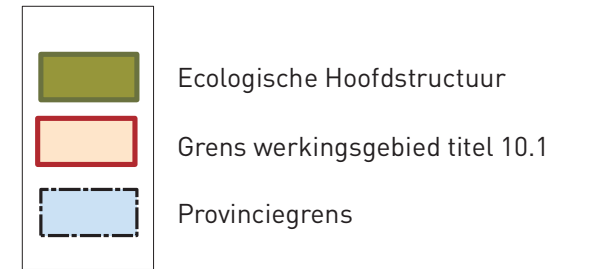 Ecologische Hoofdstructuur
Grens werkingsgebied titel 10.1
Provinciegrens